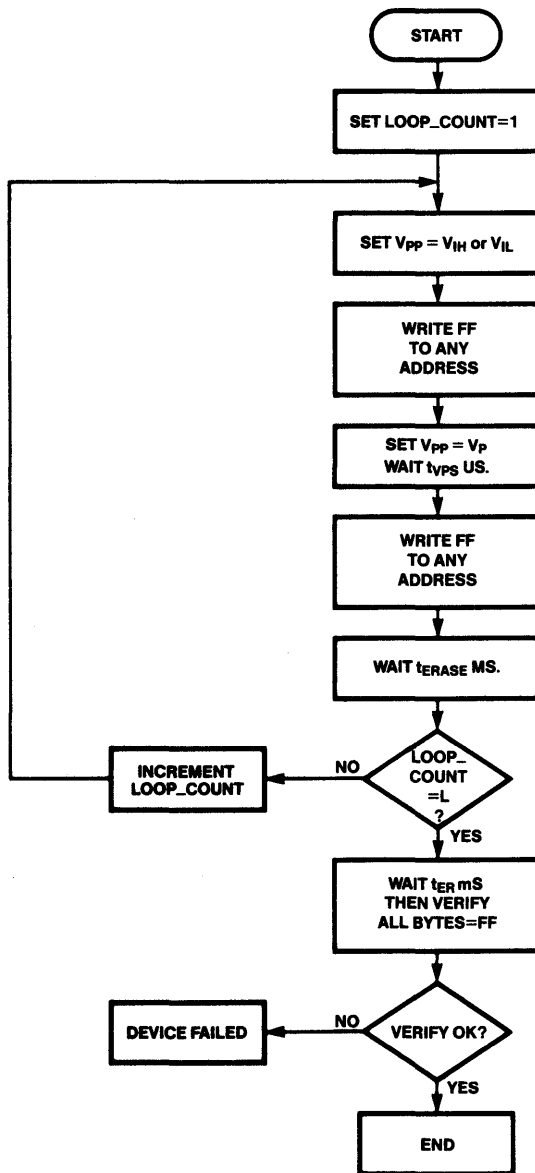 START
SET LOOP_COUNT=1
SET VPP = VIH or VIL
WRITE FF
TO ANY
ADDRESS
SET VPP = VP
WAIT tVPS US.
WRITE FF
TO ANY
ADDRESS
WAIT tERASE MS.
LOOP_
COUNT
=L
?
NO
INCREMENT
LOOP_COUNT
YES
WAIT tER mS
THEN VERIFY
ALL BYTES=FF
VERIFY OK?
NO
DEVICE FAILED
YES
END